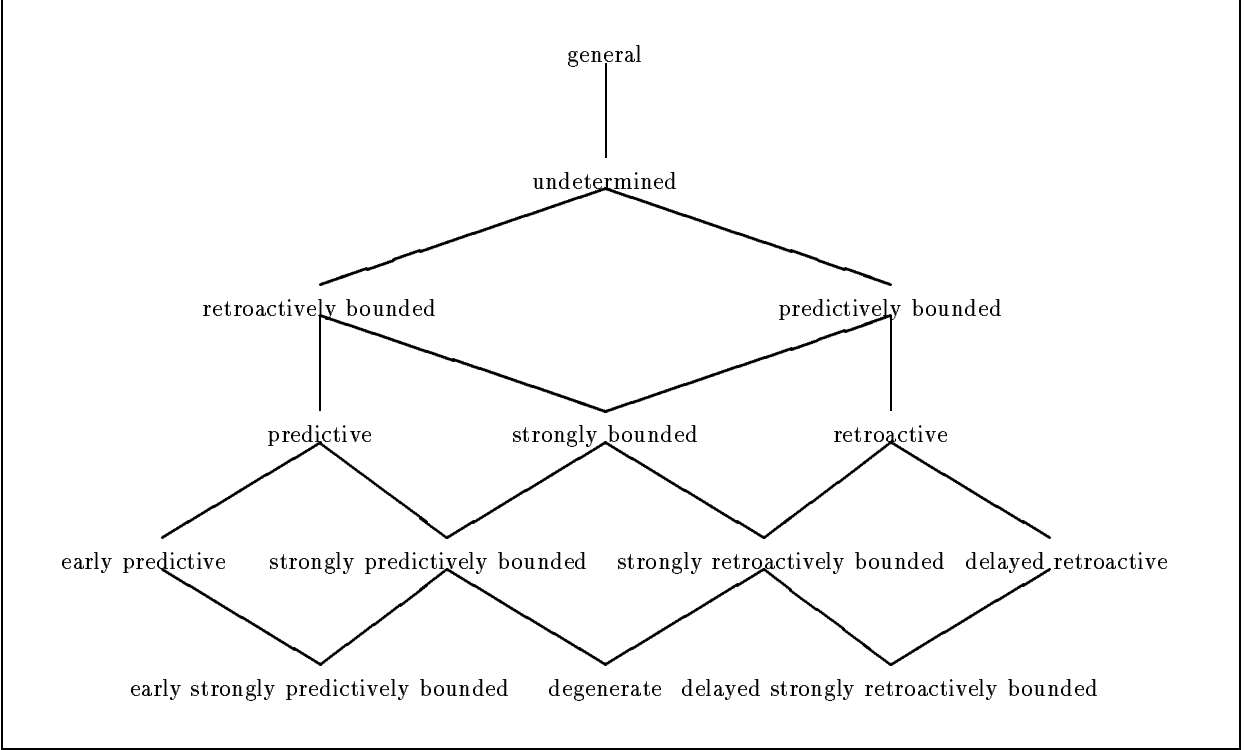 general
undetermined
retroactively bounded predictively bounded
predictive strongly bounded retroactive
early predictive strongly predictively bounded strongly retroactively bounded delayed retroactive
early strongly predictively bounded degenerate delayed strongly retroactively bounded